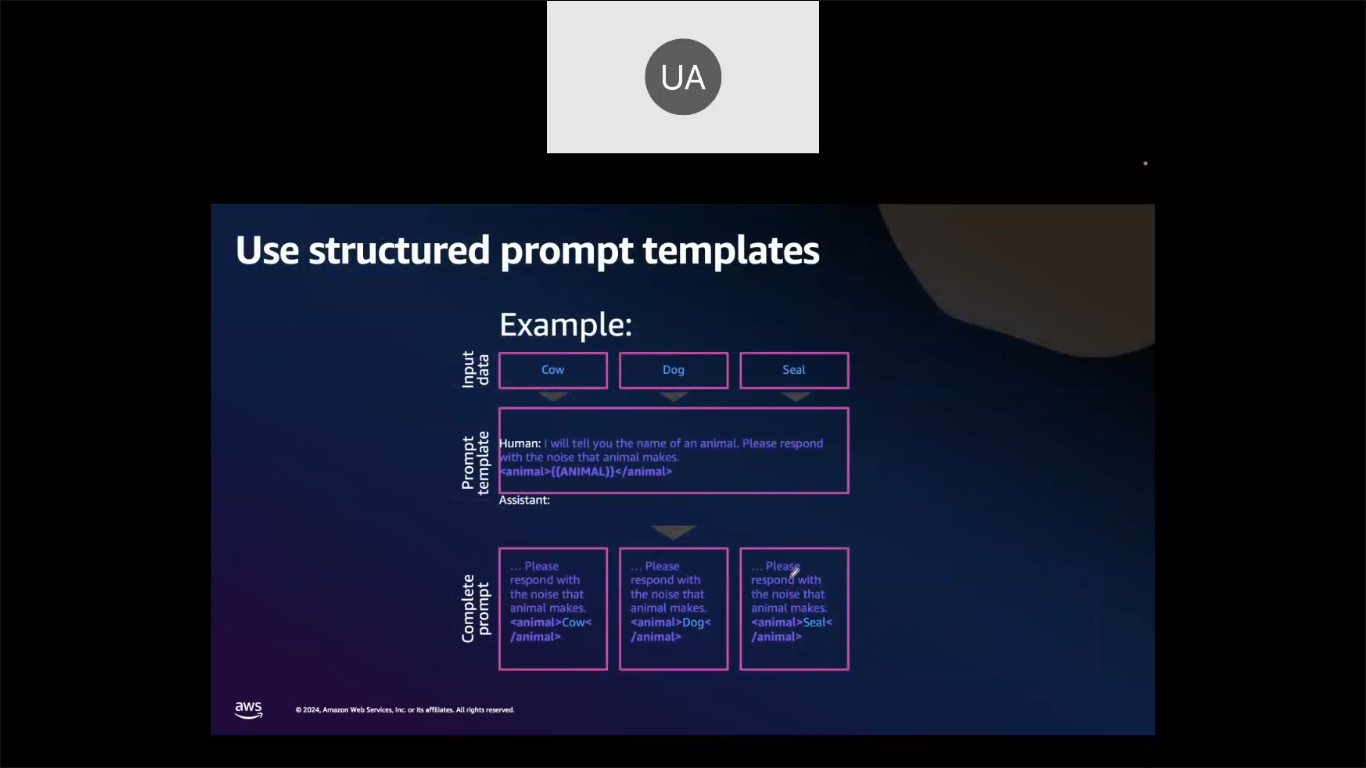 UA
Use structured prompt templates
Example:
Input
data
Cow
Dog
Seal
Prompt
template
Human: I will tell you the name of an animal. Please respond
with the noise that animal makes.
<animal>{{ANIMAL}}</animal>
Assistant:
Complete
prompt
... Please
respond with
the noise that
animal makes.
<animal>Cow<
/animal>
... Please
respond with
the noise that
animal makes.
<animal>Dog<
/animal>
... Please
respond with
the noise that
animal makes.
<animal>Seal<
/animal>
aws
© 2024, Amazon Web Services, Inc. or its affiliates. All rights reserved.